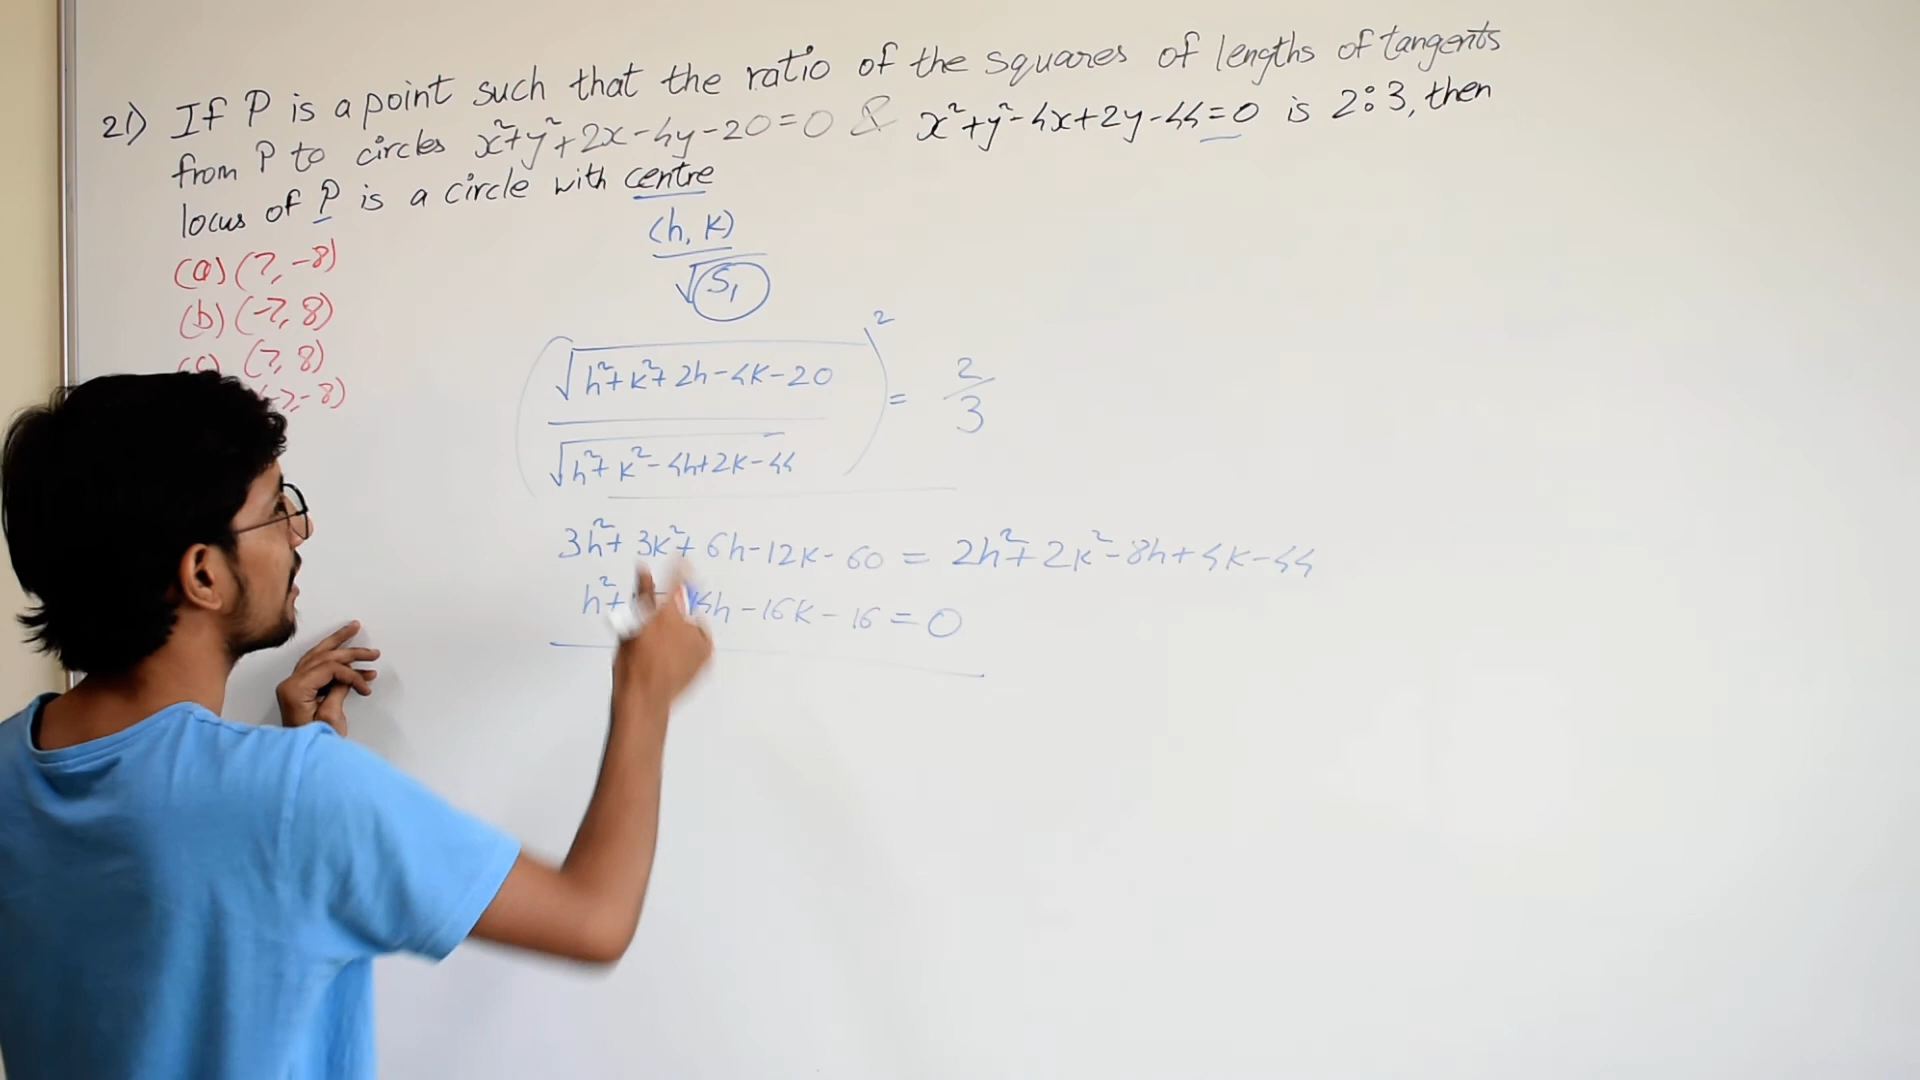 21) If P is a point such that the ratio of the squares of lengths of tangents
from P to circles x²+y²+2x-4y-20=0 & x²+y²-4x+2y-44=0 is 2:3, then
locus of P is a circle with centre
(h, k)
(a) (7, -8)
√S₁
(b) (-7, 8)
(c) (7, 8)
(-7, -8)
(√h²+k²+2h-4k-20 / √h²+k²-4h+2k-44)² = 2/3
3h²+3k²+6h-12k-60 = 2h²+2k²-8h+4k-44
h²+ 14h-16k-16=0